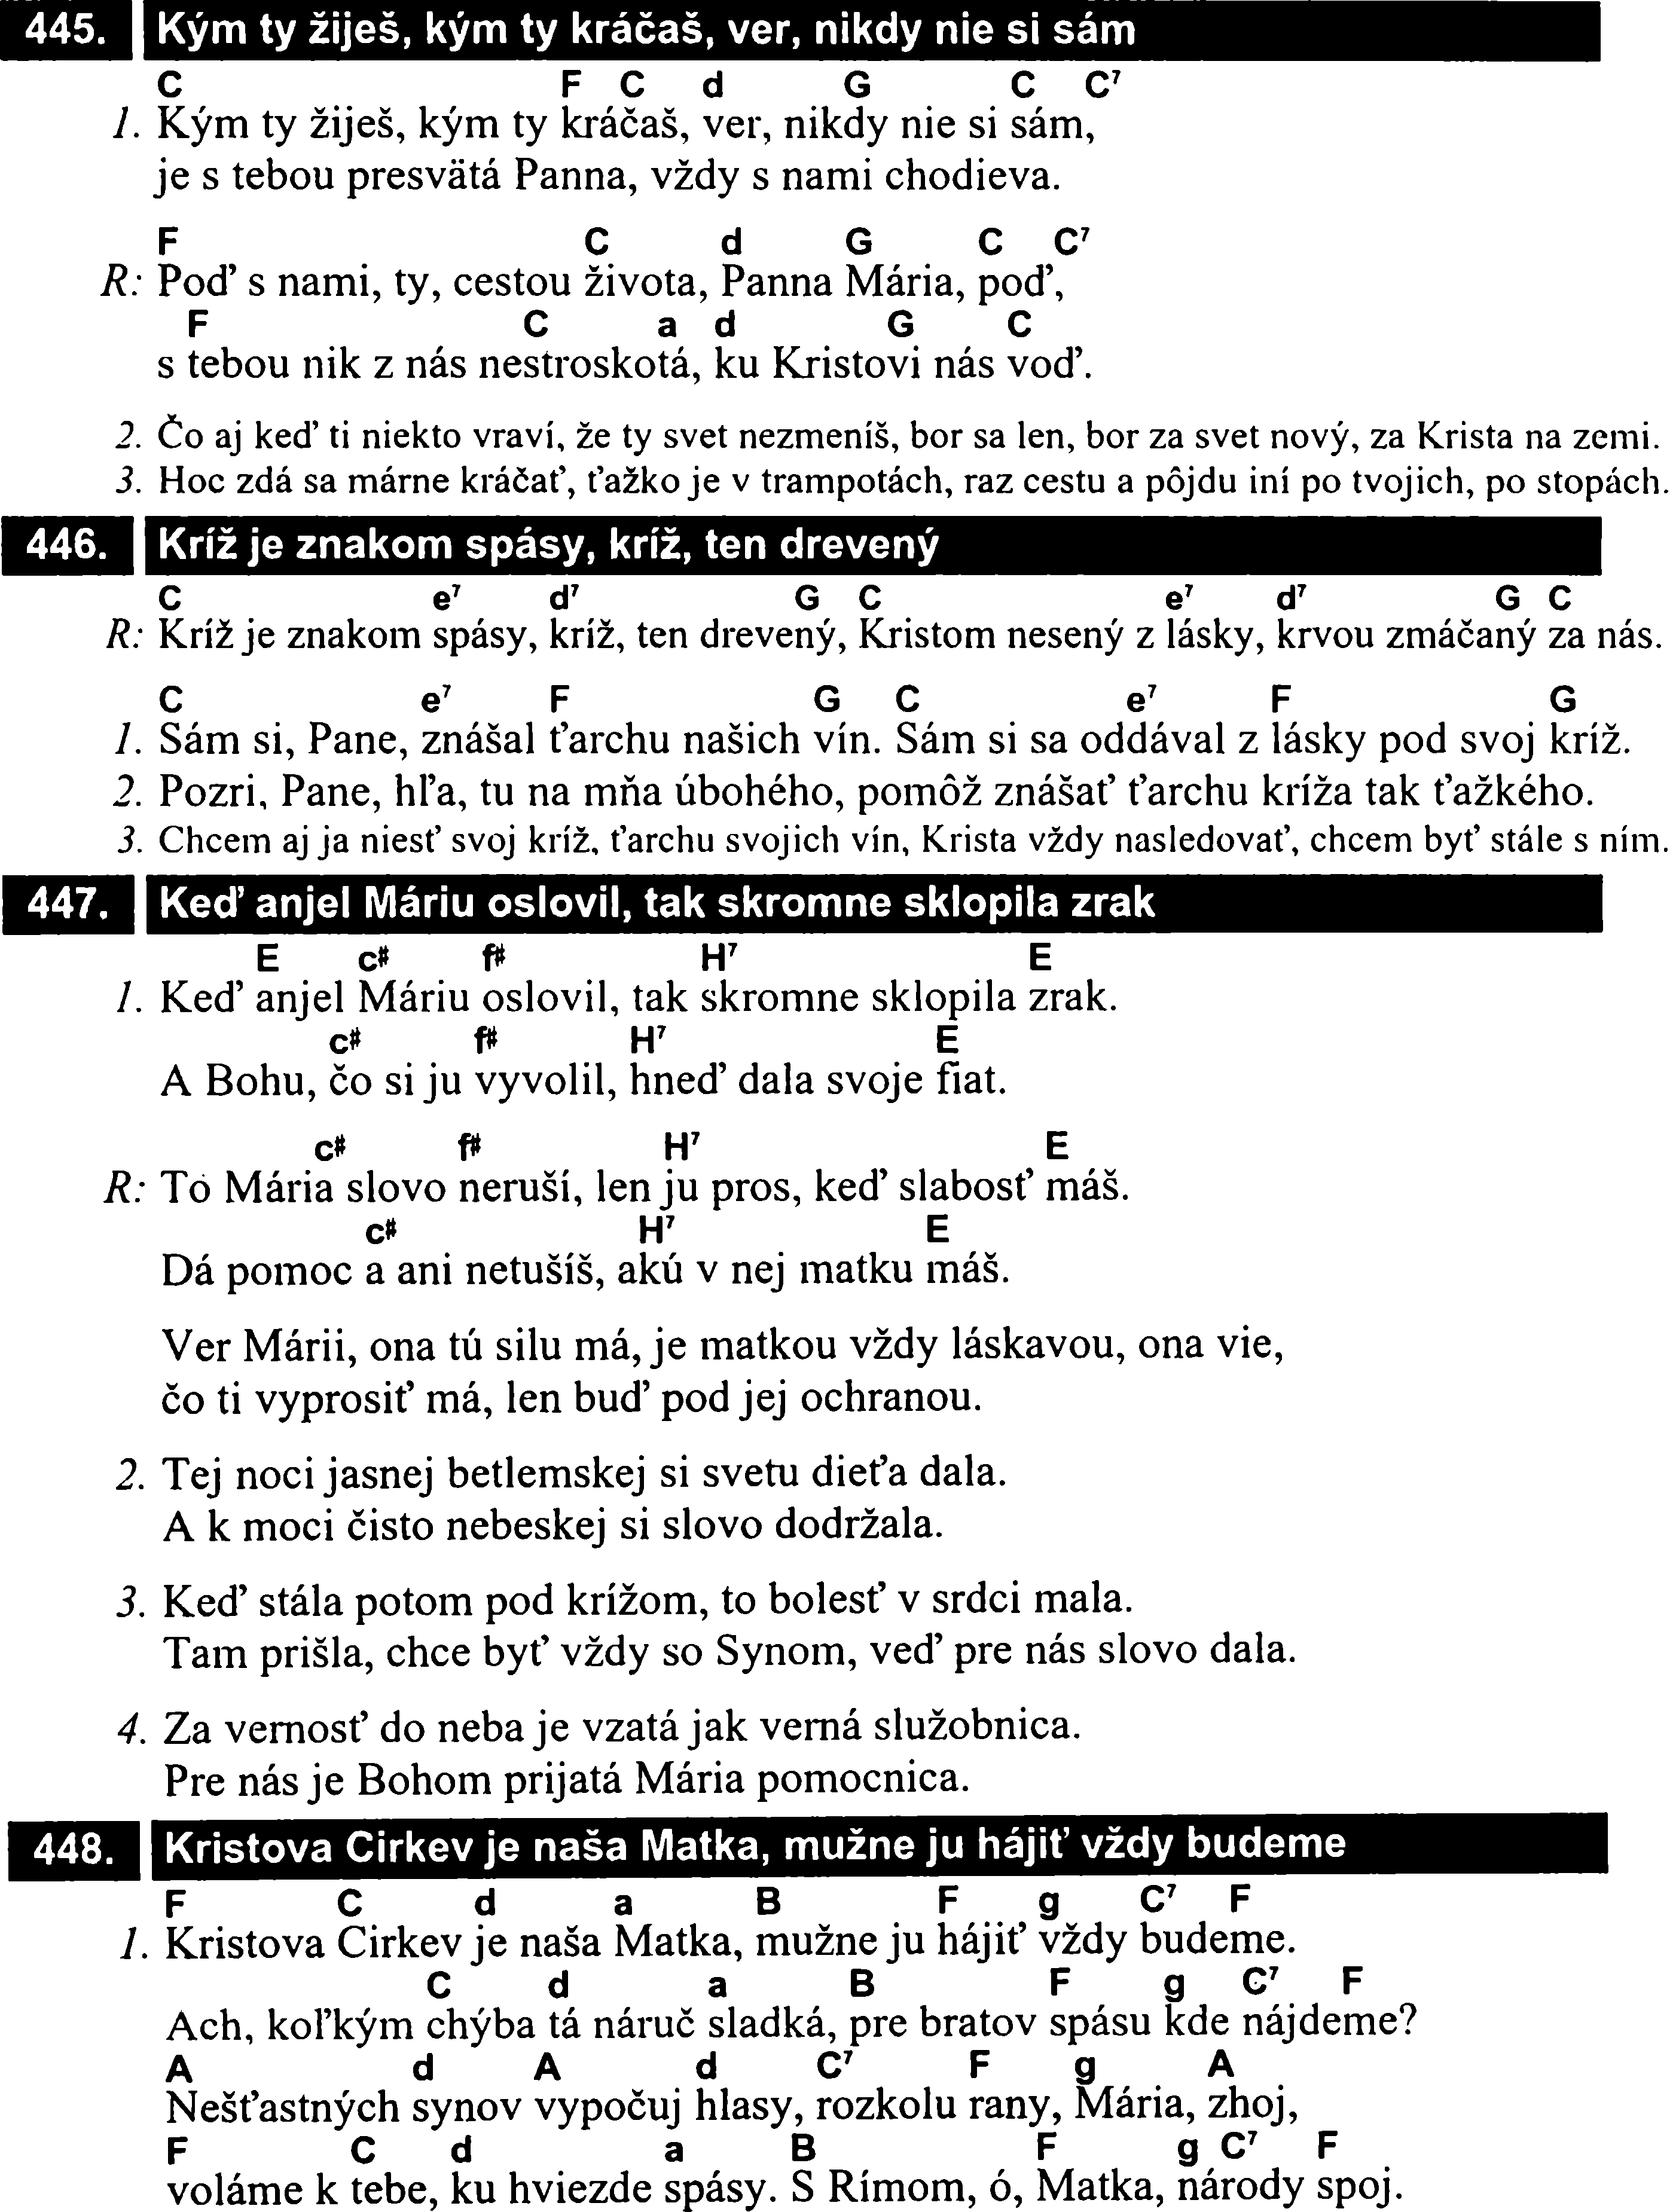 445. Kým ty žiješ, kým ty kráčaš, ver, nikdy nie si sám
C F C d G C C⁷
1. Kým ty žiješ, kým ty kráčaš, ver, nikdy nie si sám,
je s tebou presvätá Panna, vždy s nami chodieva.
F C d G C C⁷
R: Poď s nami, ty, cestou života, Panna Mária, poď,
F C a d G C
s tebou nik z nás nestroskotá, ku Kristovi nás voď.
2. Čo aj keď ti niekto vraví, že ty svet nezmeníš, bor sa len, bor za svet nový, za Krista na zemi.
3. Hoc zdá sa márne kráčať, ťažko je v trampotách, raz cestu a pôjdu iní po tvojich, po stopách.
446. Kríž je znakom spásy, kríž, ten drevený
C e⁷ d⁷ G C e⁷ d⁷ G C
R: Kríž je znakom spásy, kríž, ten drevený, Kristom nesený z lásky, krvou zmáčaný za nás.
C e⁷ F G C e⁷ F G
1. Sám si, Pane, znášal ťarchu našich vín. Sám si sa oddával z lásky pod svoj kríž.
2. Pozri, Pane, hľa, tu na mňa úbohého, pomôž znášať ťarchu kríža tak ťažkého.
3. Chcem aj ja niesť svoj kríž, ťarchu svojich vín, Krista vždy nasledovať, chcem byť stále s ním.
447. Keď anjel Máriu oslovil, tak skromne sklopila zrak
E c# f# H⁷ E
1. Keď anjel Máriu oslovil, tak skromne sklopila zrak.
c# f# H⁷ E
A Bohu, čo si ju vyvolil, hneď dala svoje fiat.
c# f# H⁷ E
R: To Mária slovo neruší, len ju pros, keď slabosť máš.
c# H⁷ E
Dá pomoc a ani netušíš, akú v nej matku máš.
Ver Márii, ona tú silu má, je matkou vždy láskavou, ona vie,
čo ti vyprosiť má, len buď pod jej ochranou.
2. Tej noci jasnej betlemskej si svetu dieťa dala.
A k moci čisto nebeskej si slovo dodržala.
3. Keď stála potom pod krížom, to bolesť v srdci mala.
Tam prišla, chce byť vždy so Synom, veď pre nás slovo dala.
4. Za vernosť do neba je vzatá jak verná služobnica.
Pre nás je Bohom prijatá Mária pomocnica.
448. Kristova Cirkev je naša Matka, mužne ju hájiť vždy budeme
F C d a B F g C⁷ F
1. Kristova Cirkev je naša Matka, mužne ju hájiť vždy budeme.
C d a B F g C⁷ F
Ach, koľkým chýba tá náruč sladká, pre bratov spásu kde nájdeme?
A d A d C⁷ F g A
Nešťastných synov vypočuj hlasy, rozkolu rany, Mária, zhoj,
F C d a B F g C⁷ F
voláme k tebe, ku hviezde spásy. S Rímom, ó, Matka, národy spoj.